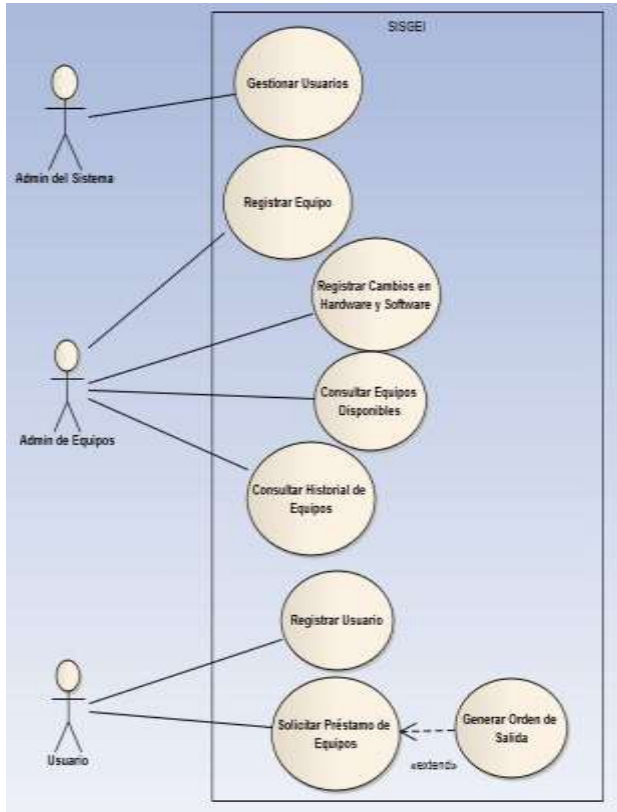 SISGEI
Gestionar Usuarios
Admin del Sistema
Registrar Equipo
Registrar Cambios en
Hardware y Software
Consultar Equipos
Disponibles
Admin de Equipos
Consultar Historial de
Equipos
Registrar Usuario
Solicitar Préstamo de
Equipos
Generar Orden de
Salida
«extend»
Usuario